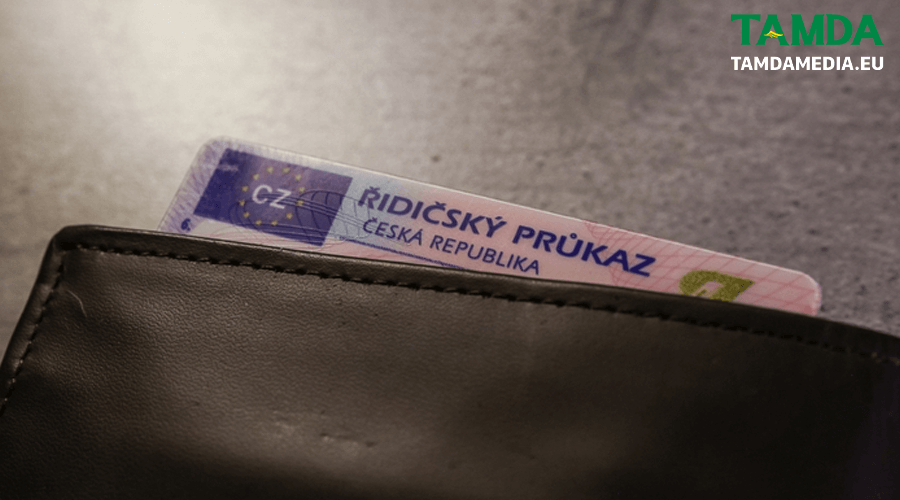 TAMDA
TAMDAMEDIA.EU
CZ
ŘIDIČSKÝ PRŮKAZ
ČESKÁ REPUBLIKA